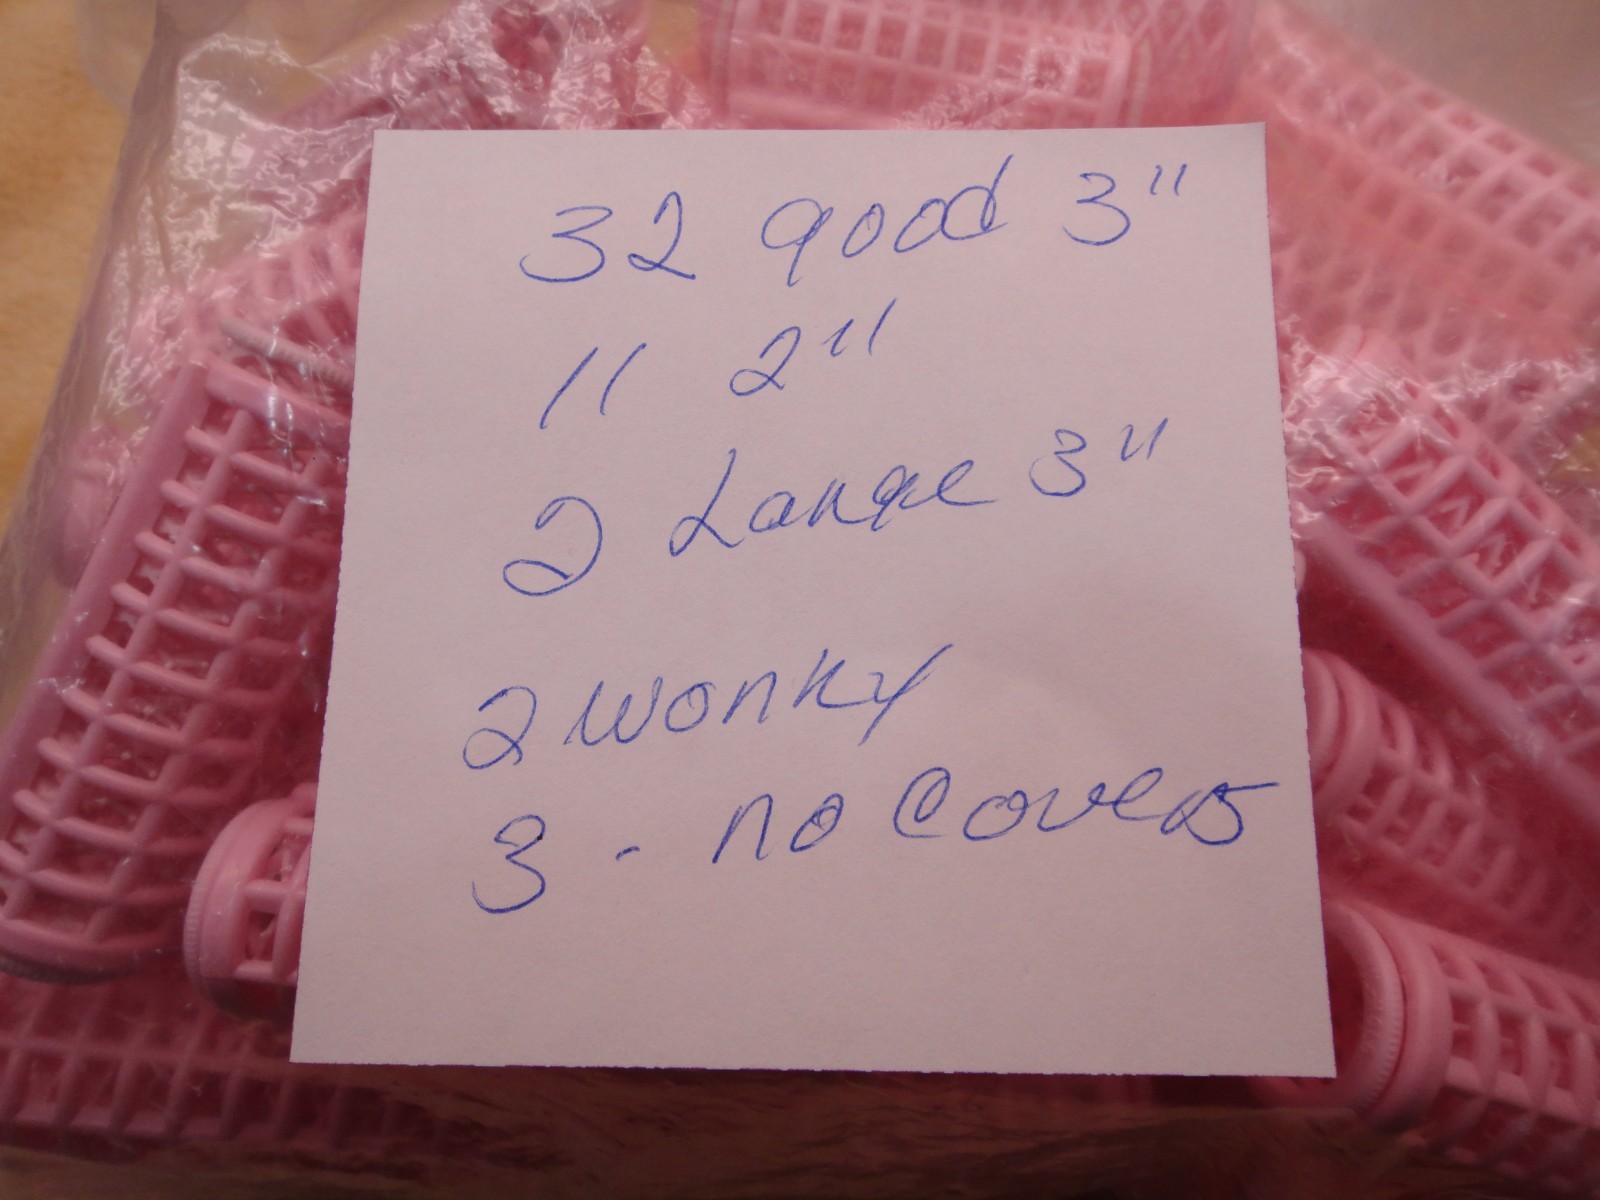 32 good 3"
11 2"
2 Large 3"
2 wonky
3 - no covers